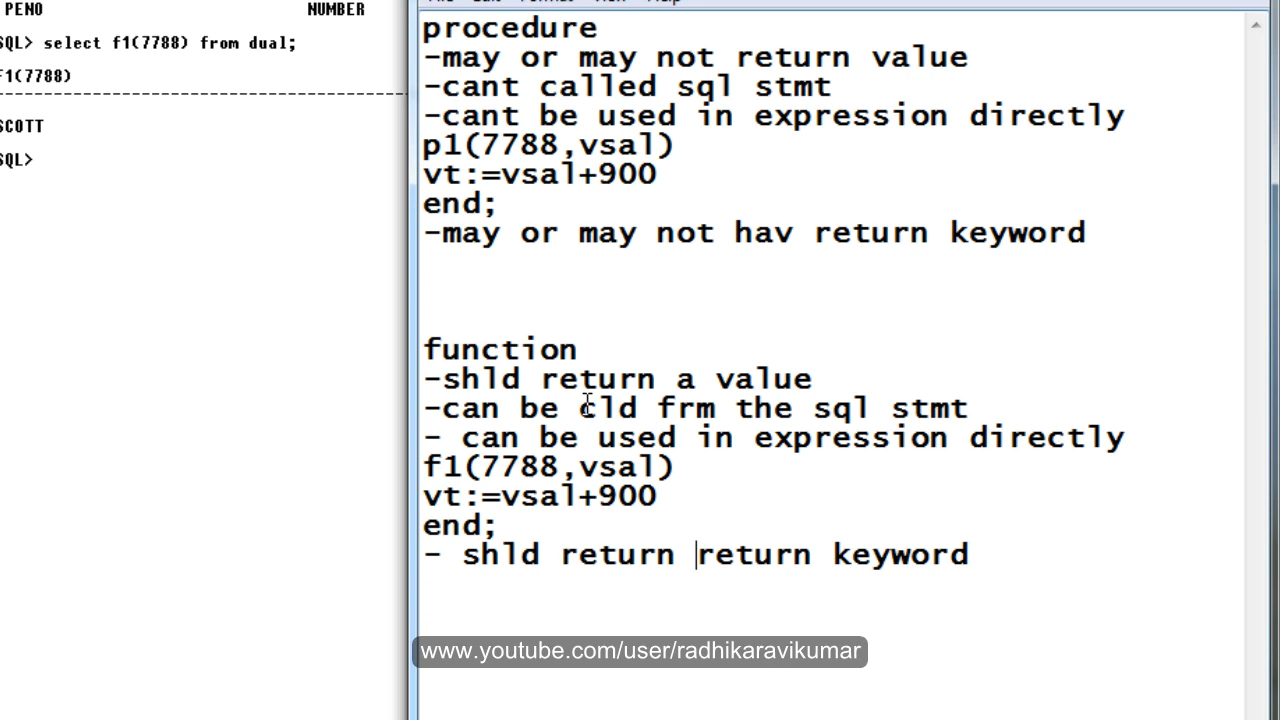 PENO NUMBER
SQL> select f1(7788) from dual;
F1(7788)
--------------------------------------------
SCOTT
SQL>
procedure
-may or may not return value
-cant called sql stmt
-cant be used in expression directly
p1(7788,vsal)
vt:=vsal+900
end;
-may or may not hav return keyword
function
-shld return a value
-can be cld frm the sql stmt
- can be used in expression directly
f1(7788,vsal)
vt:=vsal+900
end;
- shld return return keyword
www.youtube.com/user/radhikaravikumar